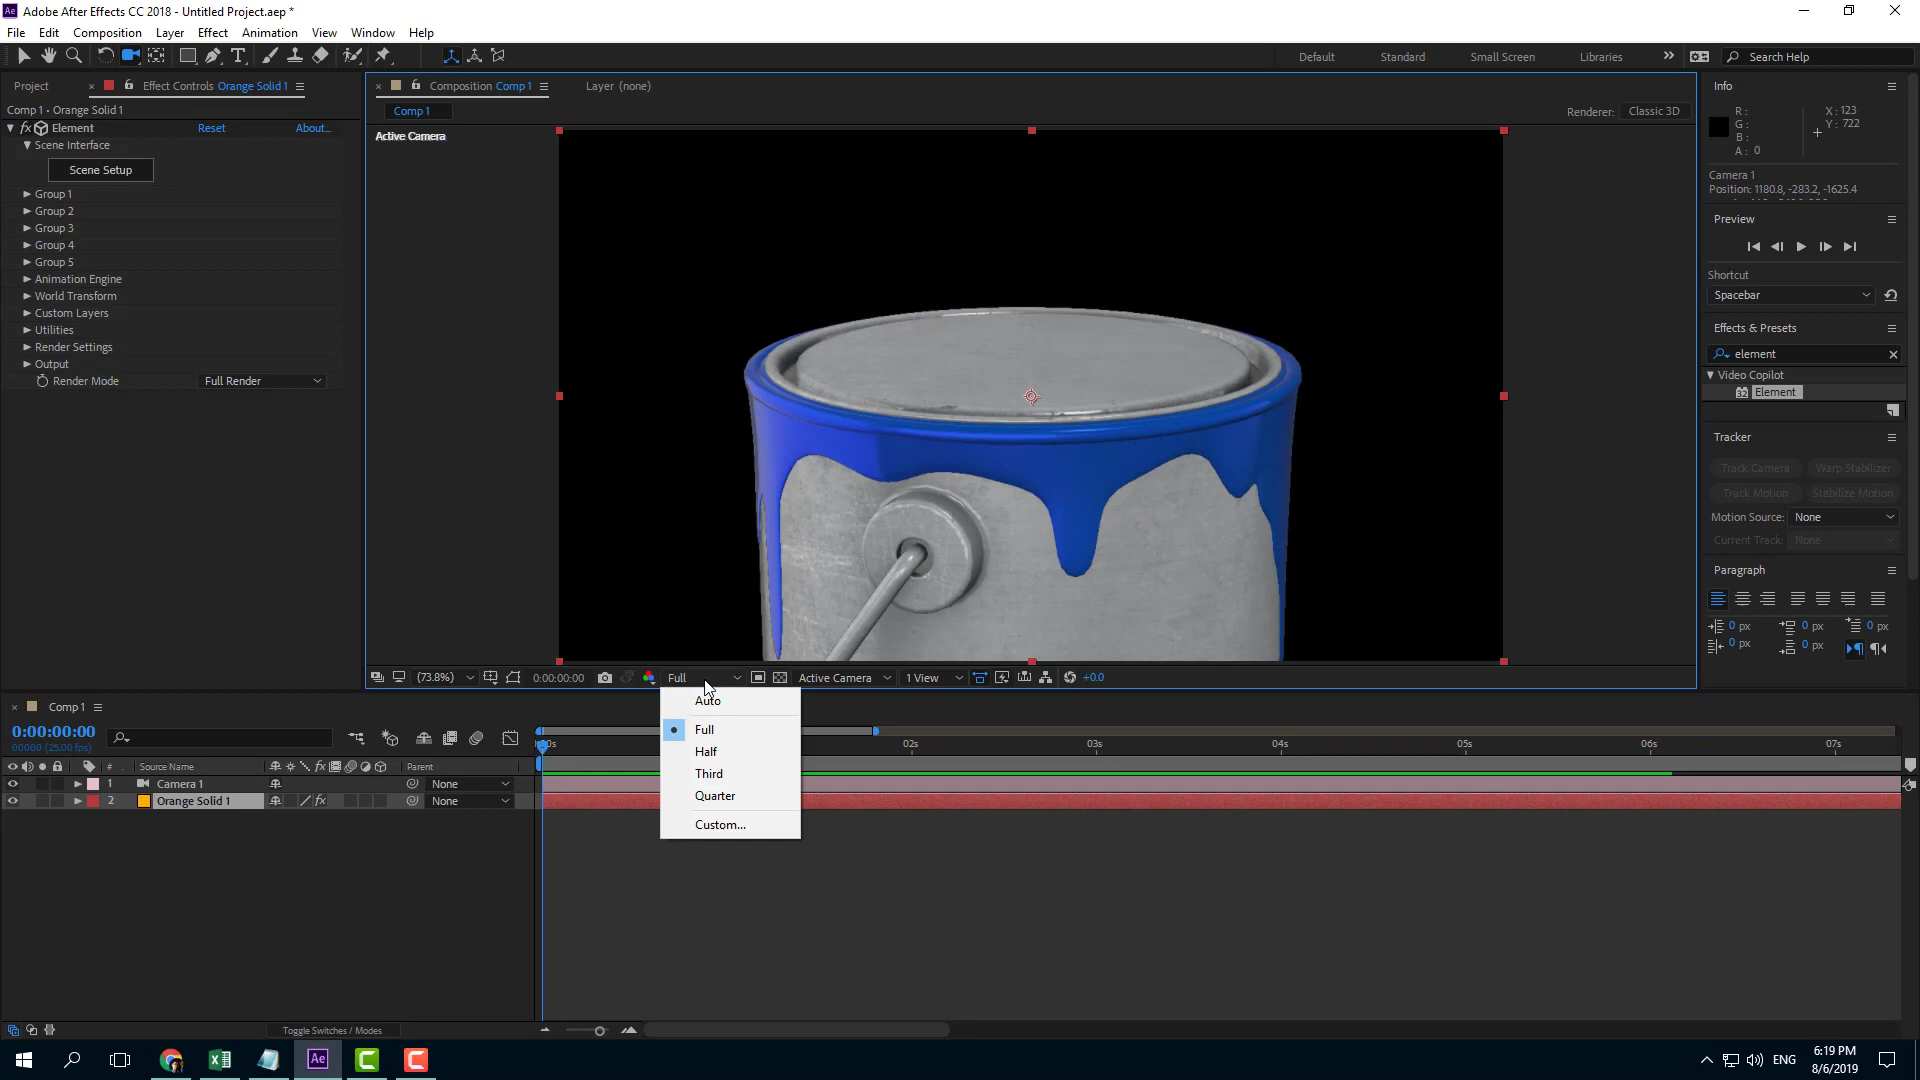 Adobe After Effects CC 2018 - Untitled Project.aep *
File Edit Composition Layer Effect Animation View Window Help
Default Standard Small Screen Libraries Search Help
Project Effect Controls Orange Solid 1
Composition Comp 1 Layer (none)
Comp 1 • Orange Solid 1
fx Element Reset About...
Scene Interface
Scene Setup
Group 1
Group 2
Group 3
Group 4
Group 5
Animation Engine
World Transform
Custom Layers
Utilities
Render Settings
Output
Render Mode Full Render
Comp 1
Renderer: Classic 3D
Active Camera
(73.8%) 0:00:00:00 Full Active Camera 1 View +0.0
Info
R :
G :
B :
A : 0
X : 123
Y : 722
Camera 1
Position: 1180.8, -283.2, -1625.4
Preview
Shortcut
Spacebar
Effects & Presets
element
Video Copilot
32 Element
Tracker
Track Camera Warp Stabilizer
Track Motion Stabilize Motion
Motion Source: None
Current Track: None
Paragraph
0 px 0 px 0 px
0 px 0 px
Auto
Full
Half
Third
Quarter
Custom...
Comp 1
0:00:00:00
00000 (25.00 fps)
02s 03s 04s 05s 06s 07s
# Source Name fx Parent
1 Camera 1 None
2 Orange Solid 1 fx None
Toggle Switches / Modes
Ae
ENG
6:19 PM
8/6/2019